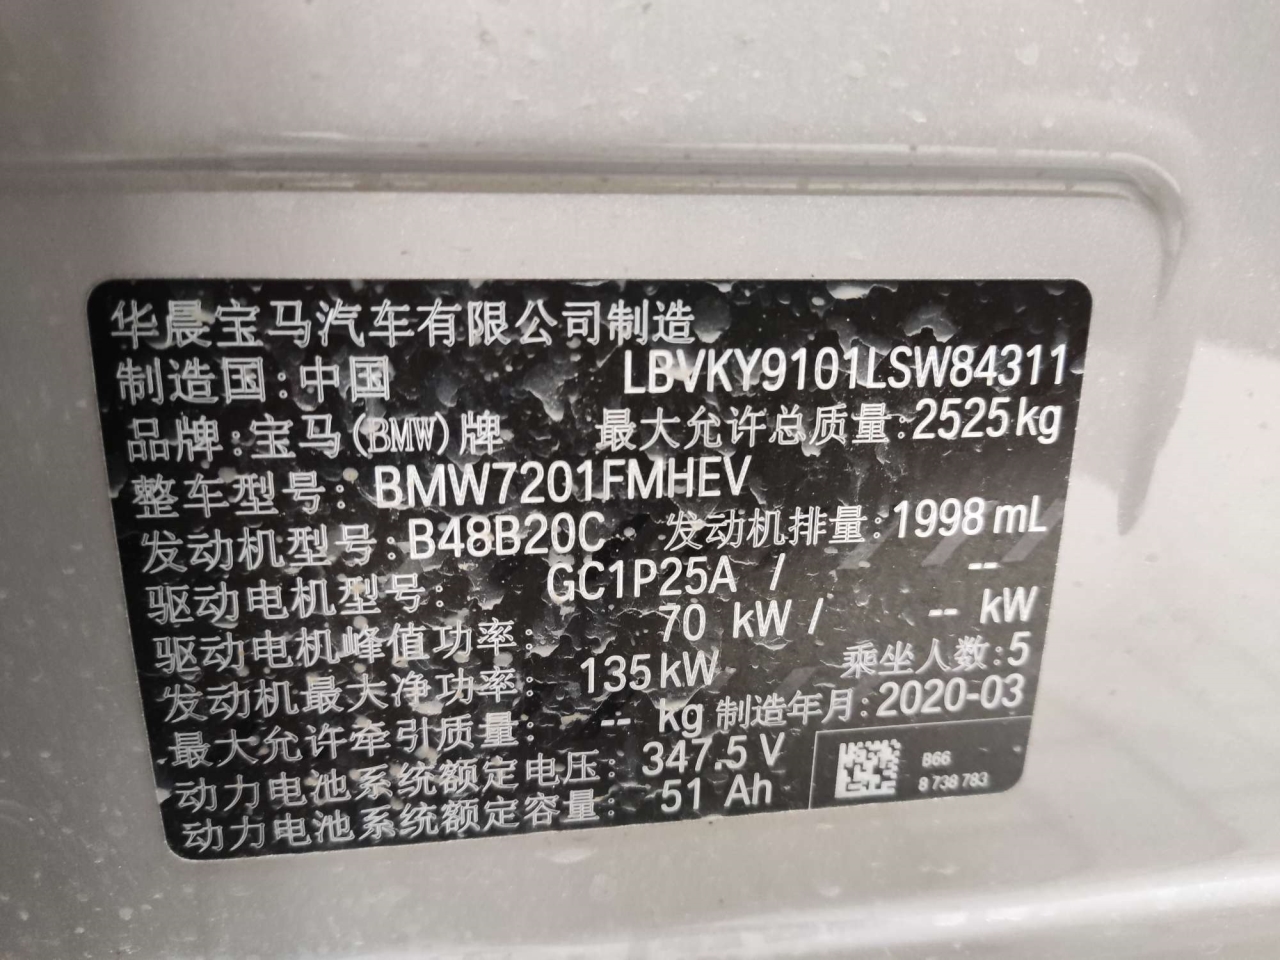 华晨宝马汽车有限公司制造
制造国:中国 LBVKY9101LSW84311
品牌:宝马(BMW)牌 最大允许总质量:2525kg
整车型号: BMW7201FMHEV
发动机型号:B48B20C 发动机排量:1998 mL
驱动电机型号: GC1P25A / --
驱动电机峰值功率: 70 kW / -- kW
发动机最大净功率: 135kW 乘坐人数:5
最大允许牵引质量: -- kg 制造年月:2020-03
动力电池系统额定电压: 347.5 V
动力电池系统额定容量: 51 Ah
B66
8 738 783